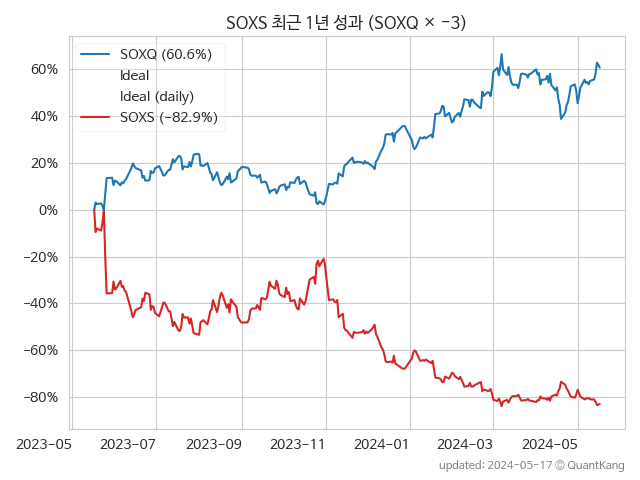 SOXS 최근 1년 성과 (SOXQ × −3)
SOXQ (60.6%)
Ideal
Ideal (daily)
SOXS (−82.9%)
60%
40%
20%
0%
−20%
−40%
−60%
−80%
2023−05
2023−07
2023−09
2023−11
2024−01
2024−03
2024−05
updated: 2024−05−17 © QuantKang